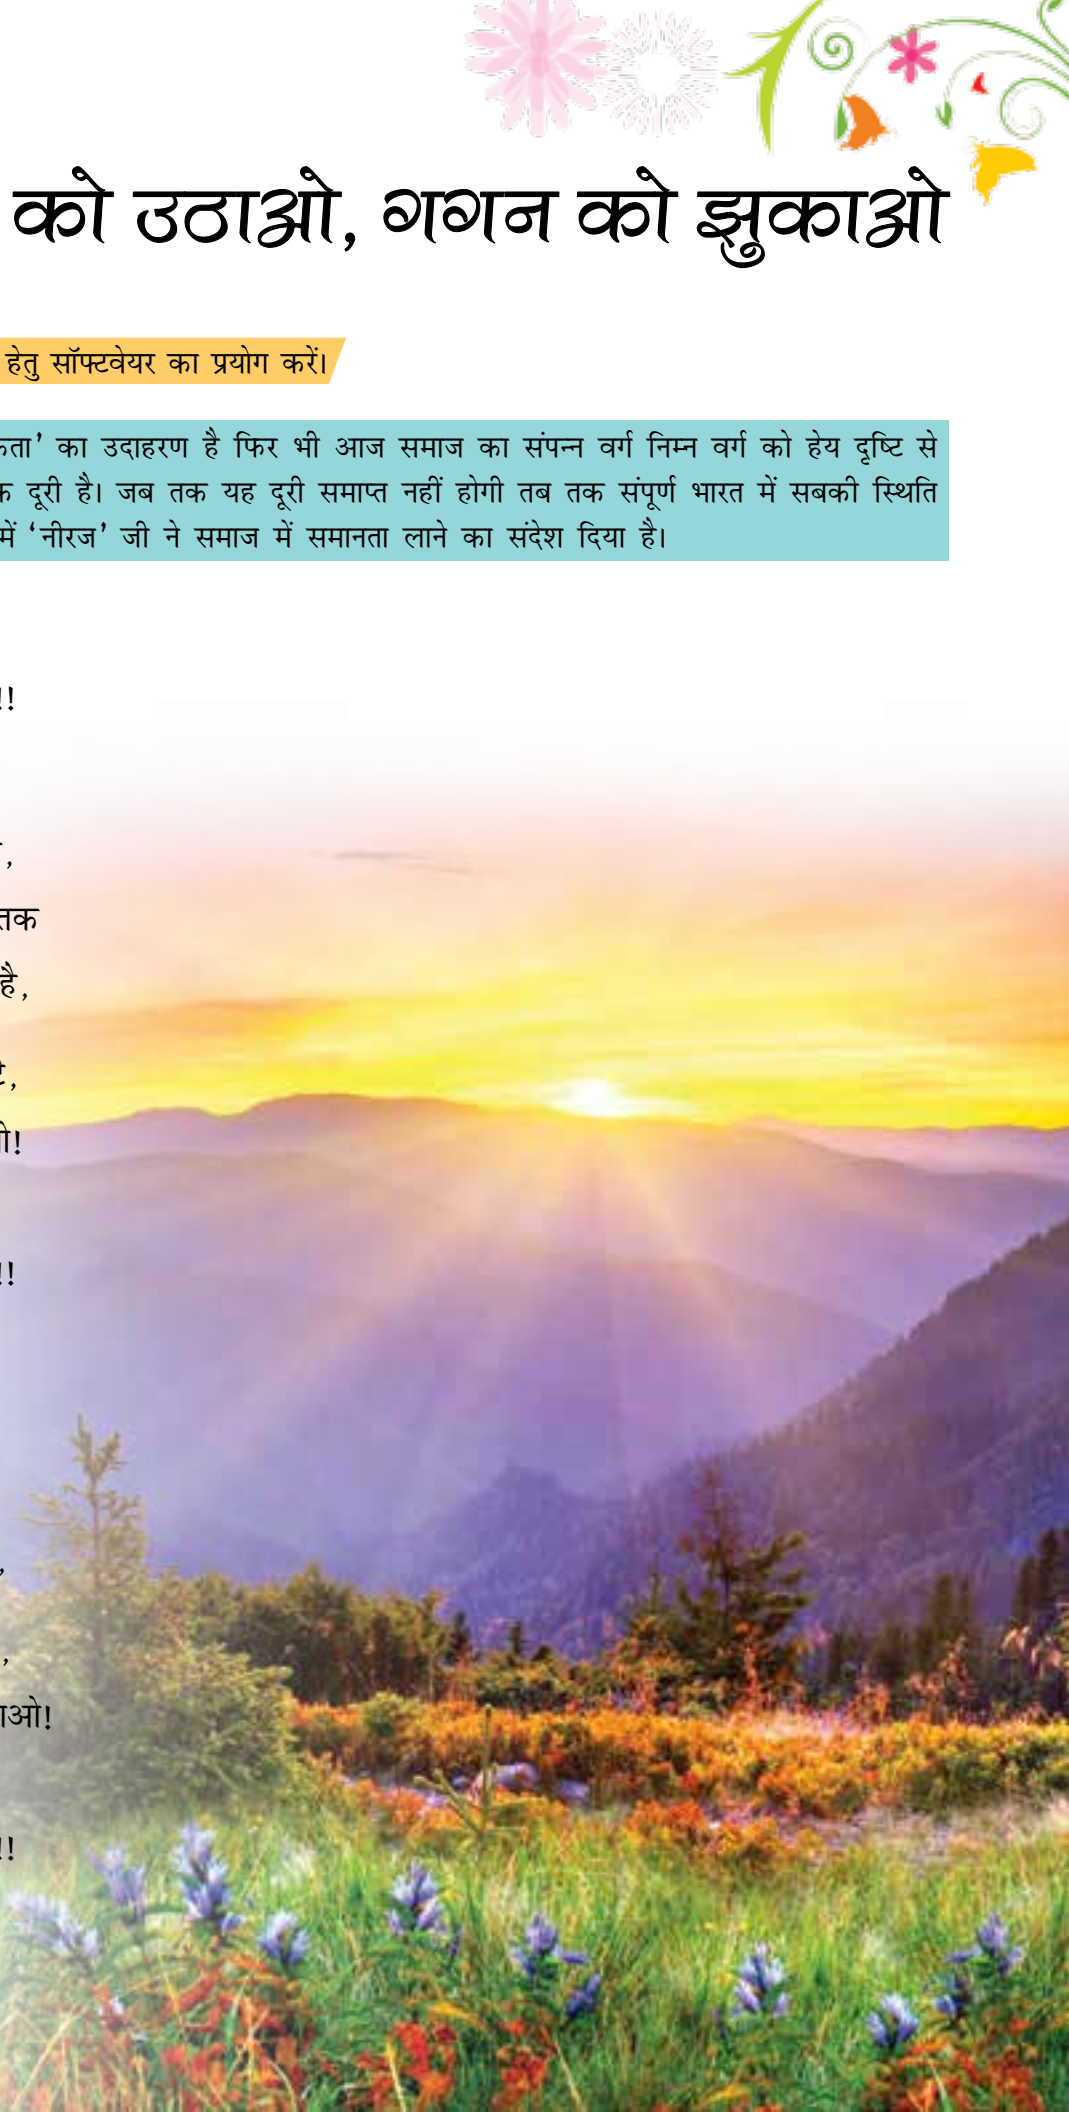 को उठाओ, गगन को झुकाओ
हेतु सॉफ्टवेयर का प्रयोग करें।
का उदाहरण है फिर भी आज समाज का संपन्न वर्ग निम्न वर्ग को हेय दृष्टि से
दूरी है। जब तक यह दूरी समाप्त नहीं होगी तब तक संपूर्ण भारत में सबकी स्थिति
में ‘नीरज’ जी ने समाज में समानता लाने का संदेश दिया है।
!!
,
तक
है,
,
!
!!
,
,
!
!!